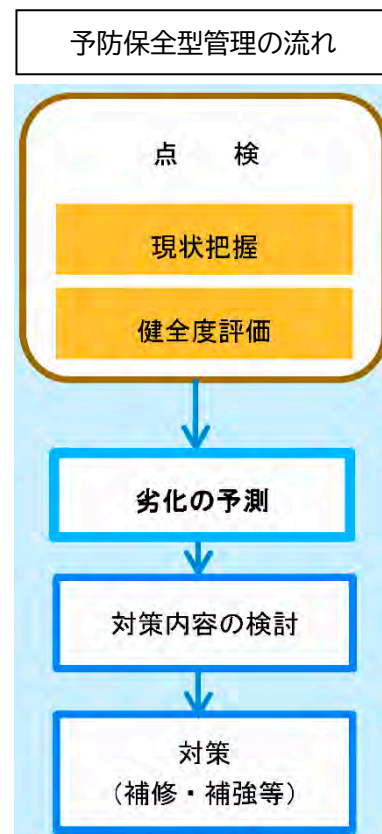 予防保全型管理の流れ
点　検
現状把握
健全度評価
劣化の予測
対策内容の検討
対策
（補修・補強等）